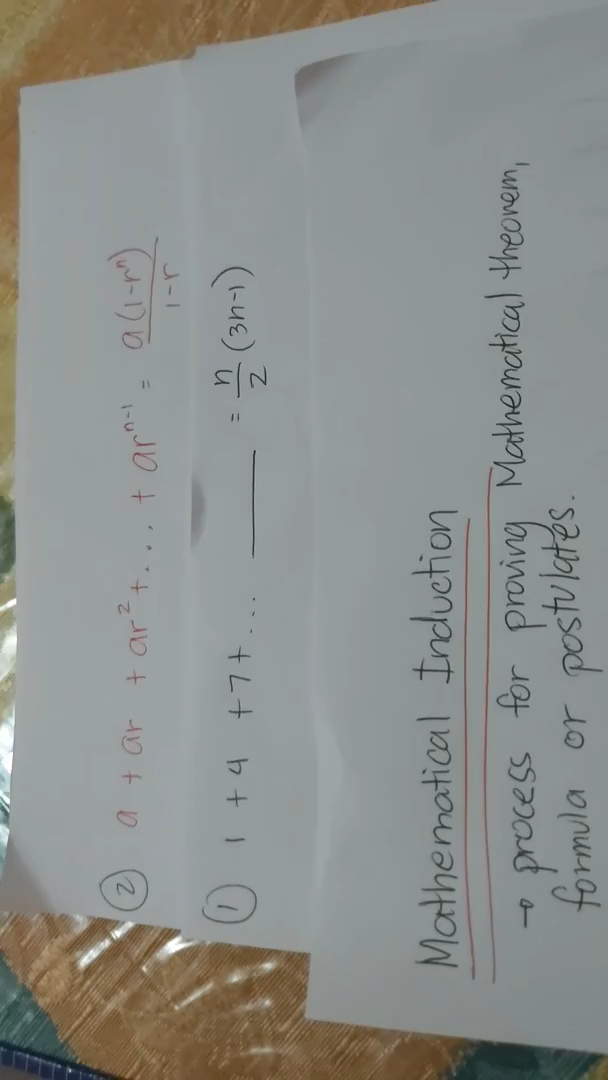 ② a + ar + ar² + . . . + arⁿ⁻¹ = a(1-rⁿ)/1-r
① 1 + 4 + 7 + . . . ____ = n/2 (3n-1)
Mathematical Induction
→ process for proving Mathematical theorem,
formula or postulates.